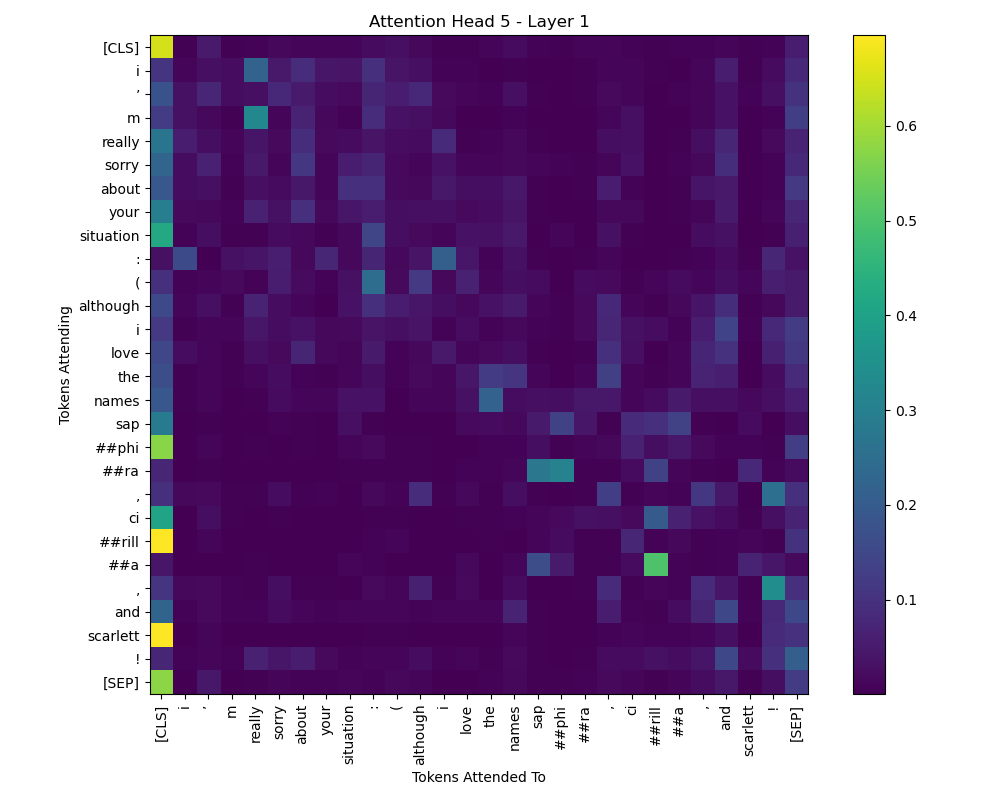 Attention Head 5 - Layer 1
Tokens Attending
[CLS]
i
’
m
really
sorry
about
your
situation
:
(
although
i
love
the
names
sap
##phi
##ra
,
ci
##rill
##a
,
and
scarlett
!
[SEP]
[CLS]
i
’
m
really
sorry
about
your
situation
:
(
although
i
love
the
names
sap
##phi
##ra
,
ci
##rill
##a
,
and
scarlett
!
[SEP]
Tokens Attended To
0.6
0.5
0.4
0.3
0.2
0.1